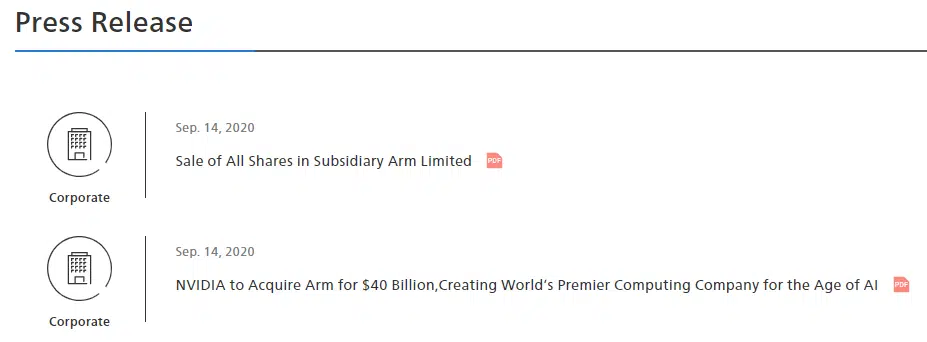 Press Release
Sep. 14, 2020
Sale of All Shares in Subsidiary Arm Limited PDF
Corporate
Sep. 14, 2020
NVIDIA to Acquire Arm for $40 Billion,Creating World's Premier Computing Company for the Age of AI PDF
Corporate